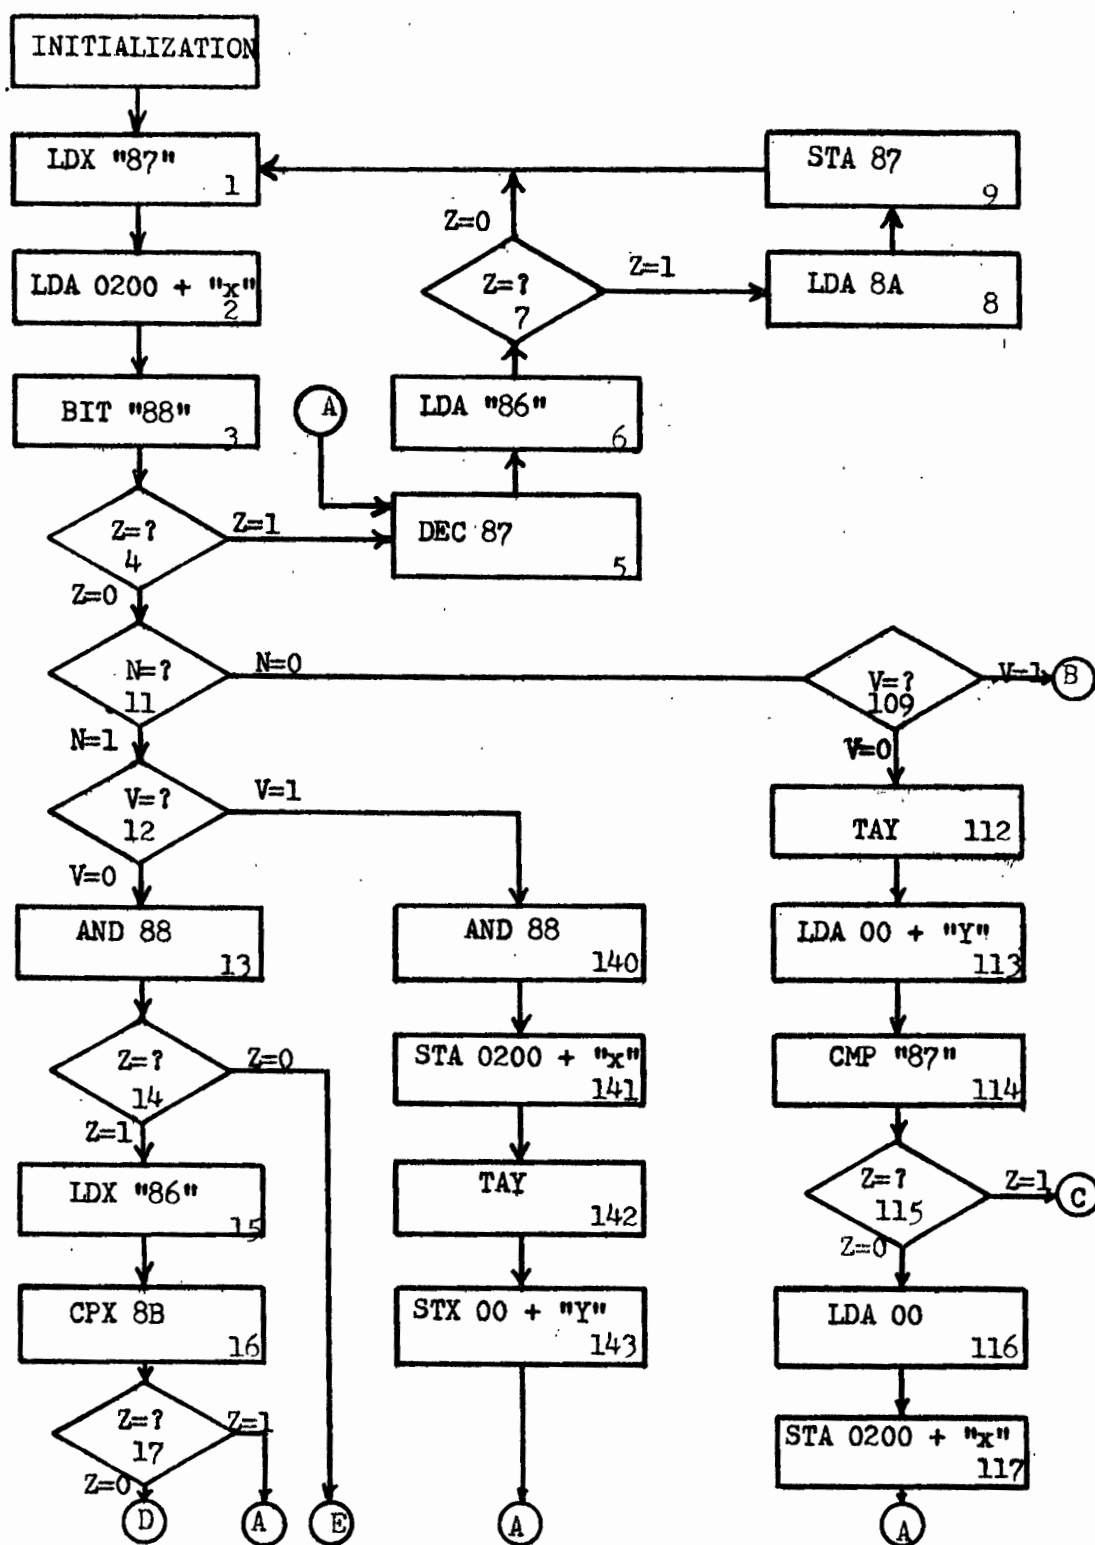 INITIALIZATION
LDX "87"
1
STA 87
9
Z=0
LDA 0200 + "x"
2
Z=?
7
Z=1
LDA 8A
8
BIT "88"
3
A
LDA "86"
6
Z=?
4
Z=1
DEC 87
5
Z=0
N=?
11
N=0
V=?
109
V=1
B
N=1
V=0
V=?
12
V=1
TAY
112
V=0
AND 88
13
AND 88
140
LDA 00 + "Y"
113
Z=?
14
Z=0
STA 0200 + "x"
141
CMP "87"
114
Z=1
LDX "86"
15
TAY
142
Z=?
115
Z=1
C
Z=0
CPX 8B
16
STX 00 + "Y"
143
LDA 00
116
Z=?
17
Z=1
STA 0200 + "x"
117
Z=0
D
A
E
A
A